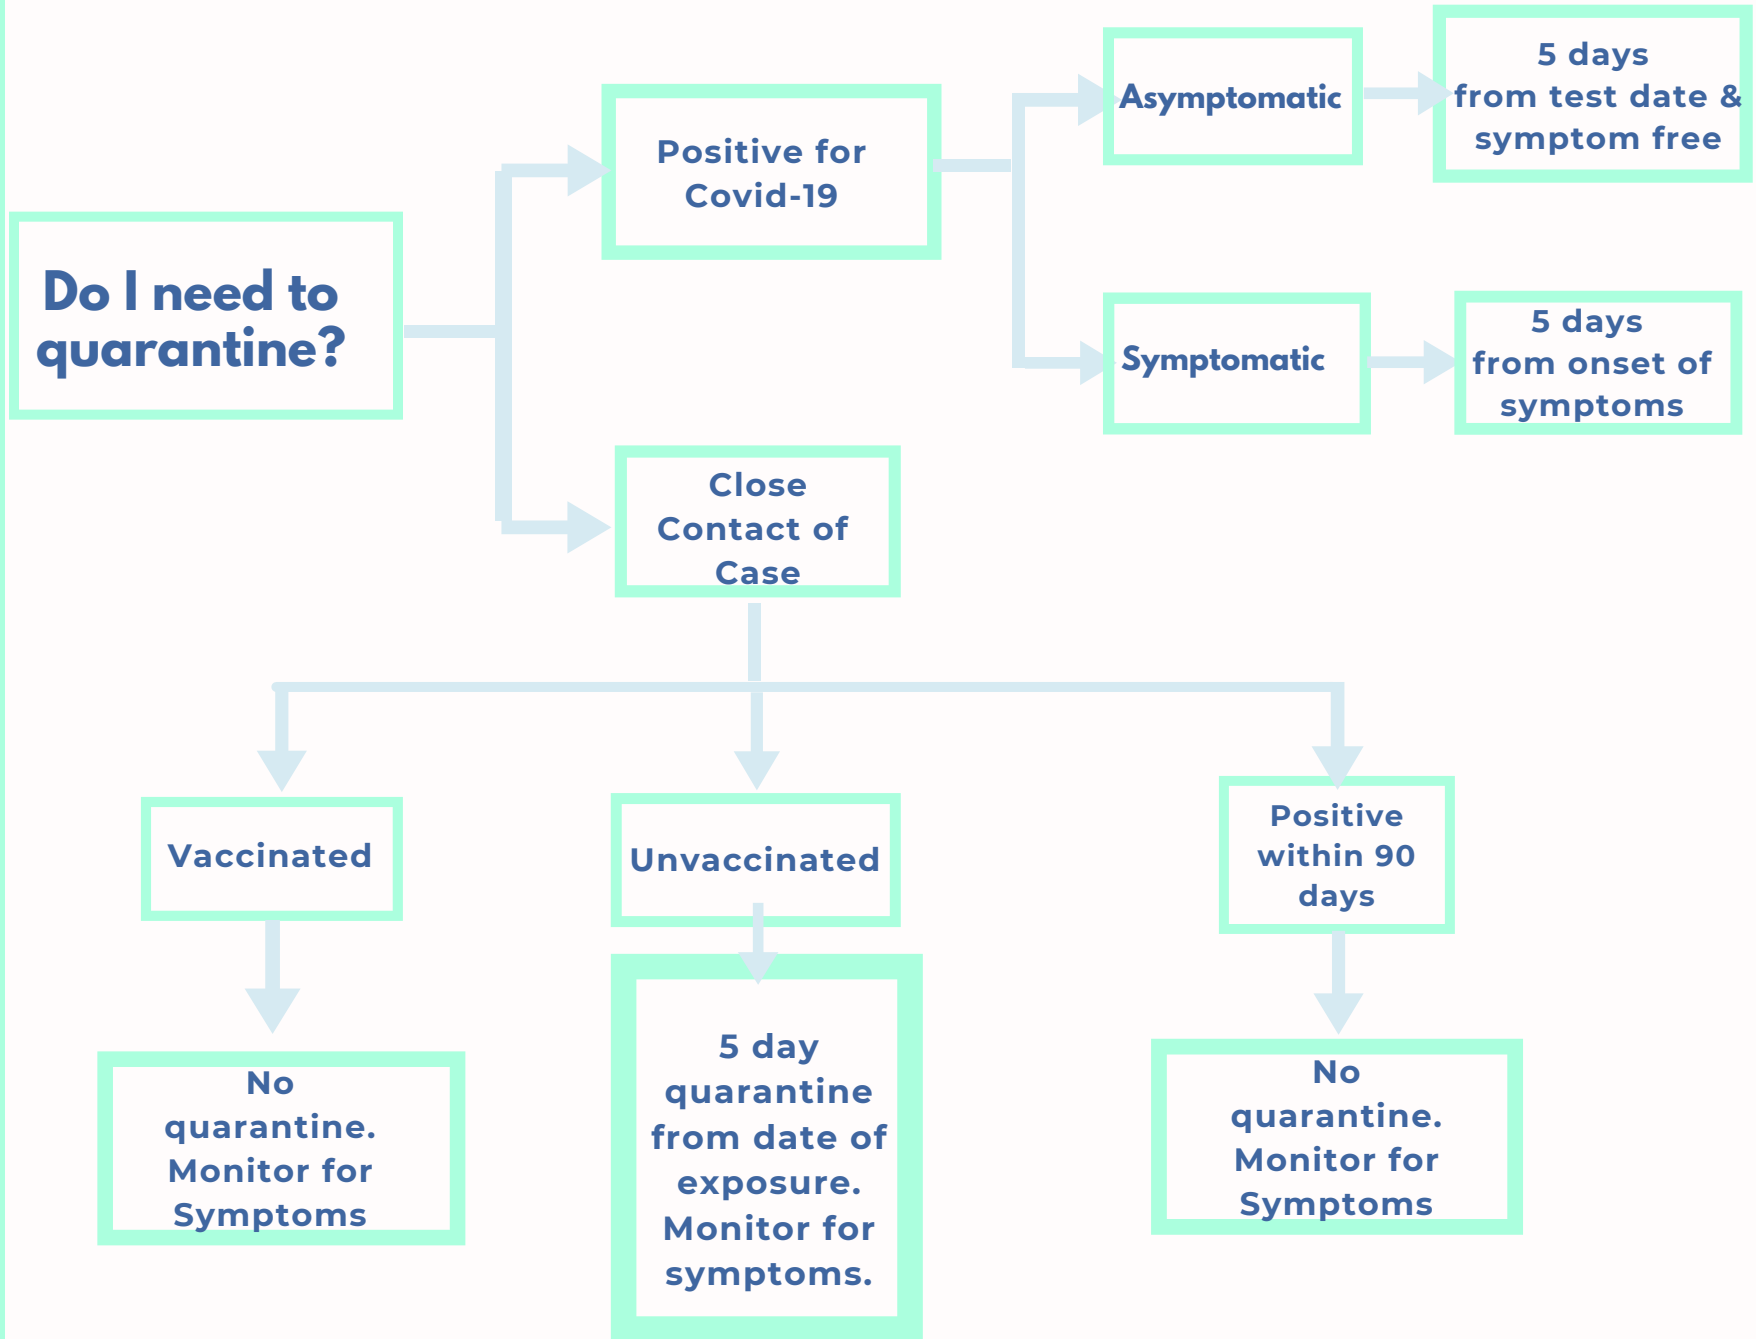 Do I need to
quarantine?
Positive for
Covid-19
Asymptomatic
5 days
from test date &
symptom free
Symptomatic
5 days
from onset of
symptoms
Close
Contact of
Case
Vaccinated
No
quarantine.
Monitor for
Symptoms
Unvaccinated
5 day
quarantine
from date of
exposure.
Monitor for
symptoms.
Positive
within 90
days
No
quarantine.
Monitor for
Symptoms